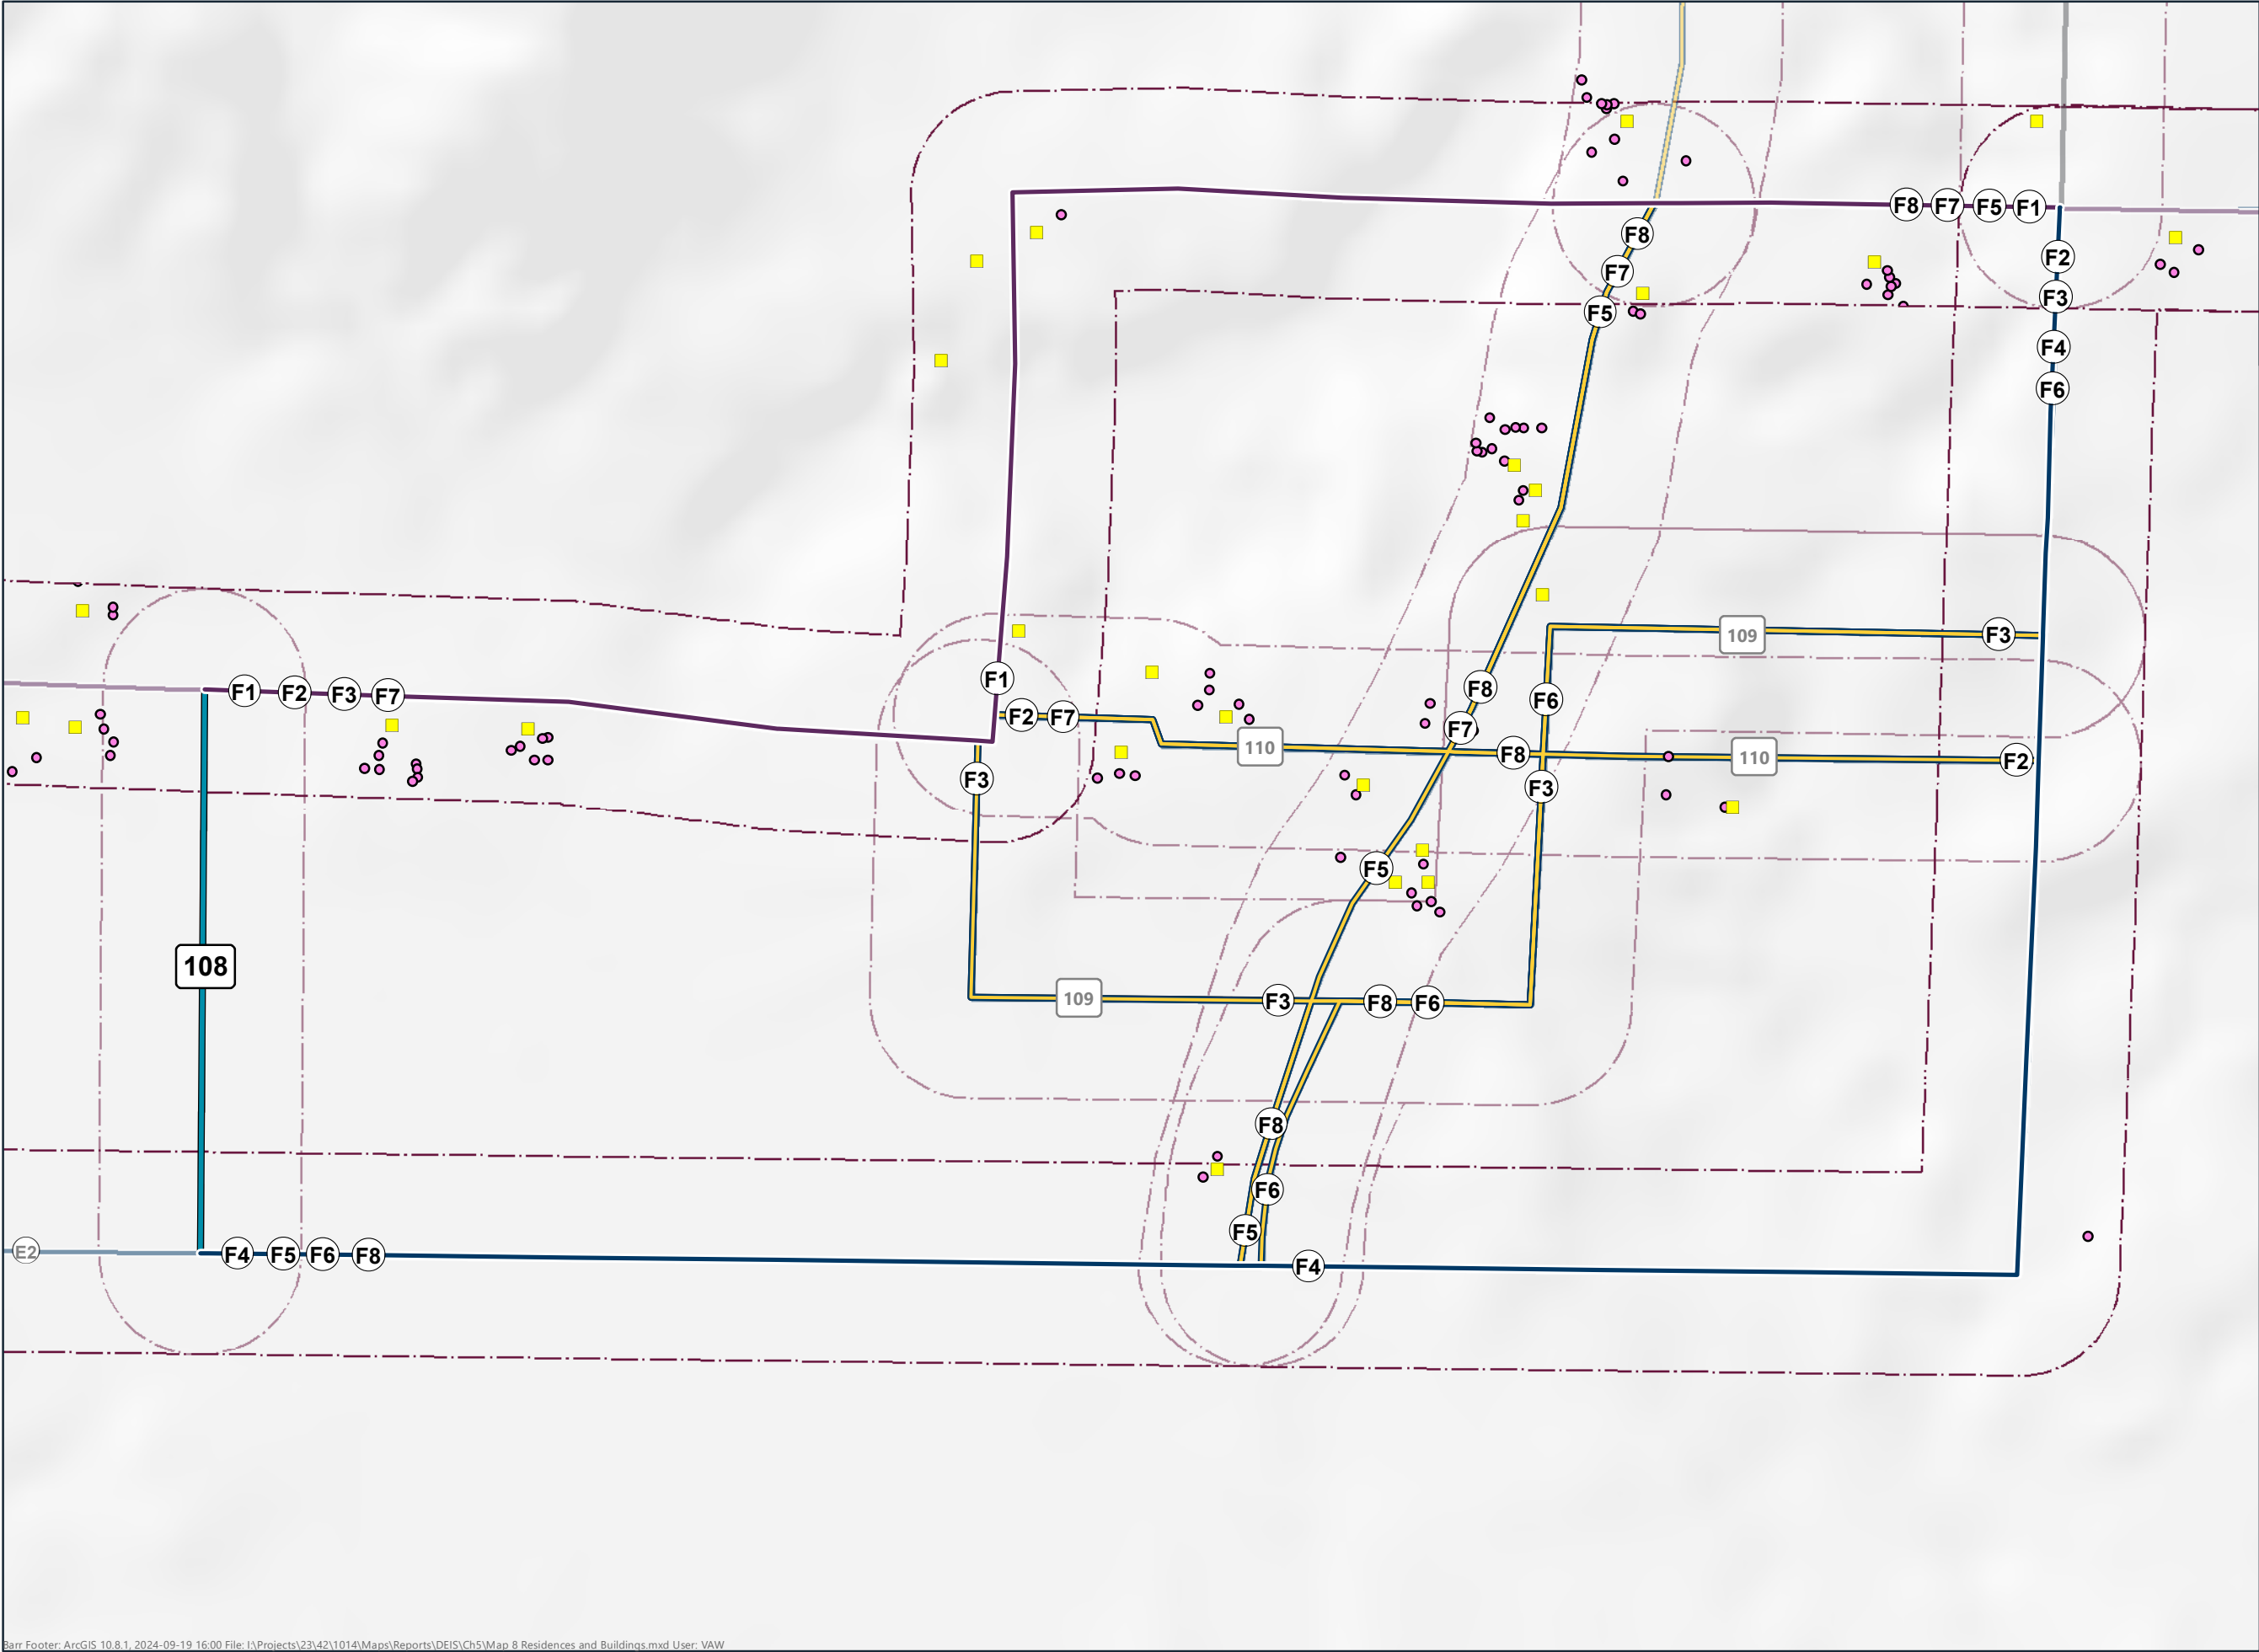 F8 F7 F5 F1
F8
F2
F7
F3
F5
F4
F6
109
F3
F1
F8
F1 F2 F3 F7
F6
F2 F7
F7
110
F8
110
F2
F3
F3
F5
108
109
F3
F8 F6
F8
F6
F5
E2
F4 F5 F6 F8
F4
Barr Footer: ArcGIS 10.8.1, 2024-09-19 16:00 File: I:\Projects\23\42\1014\Maps\Reports\DEIS\Ch5\Map 8 Residences and Buildings.mxd User: VAW